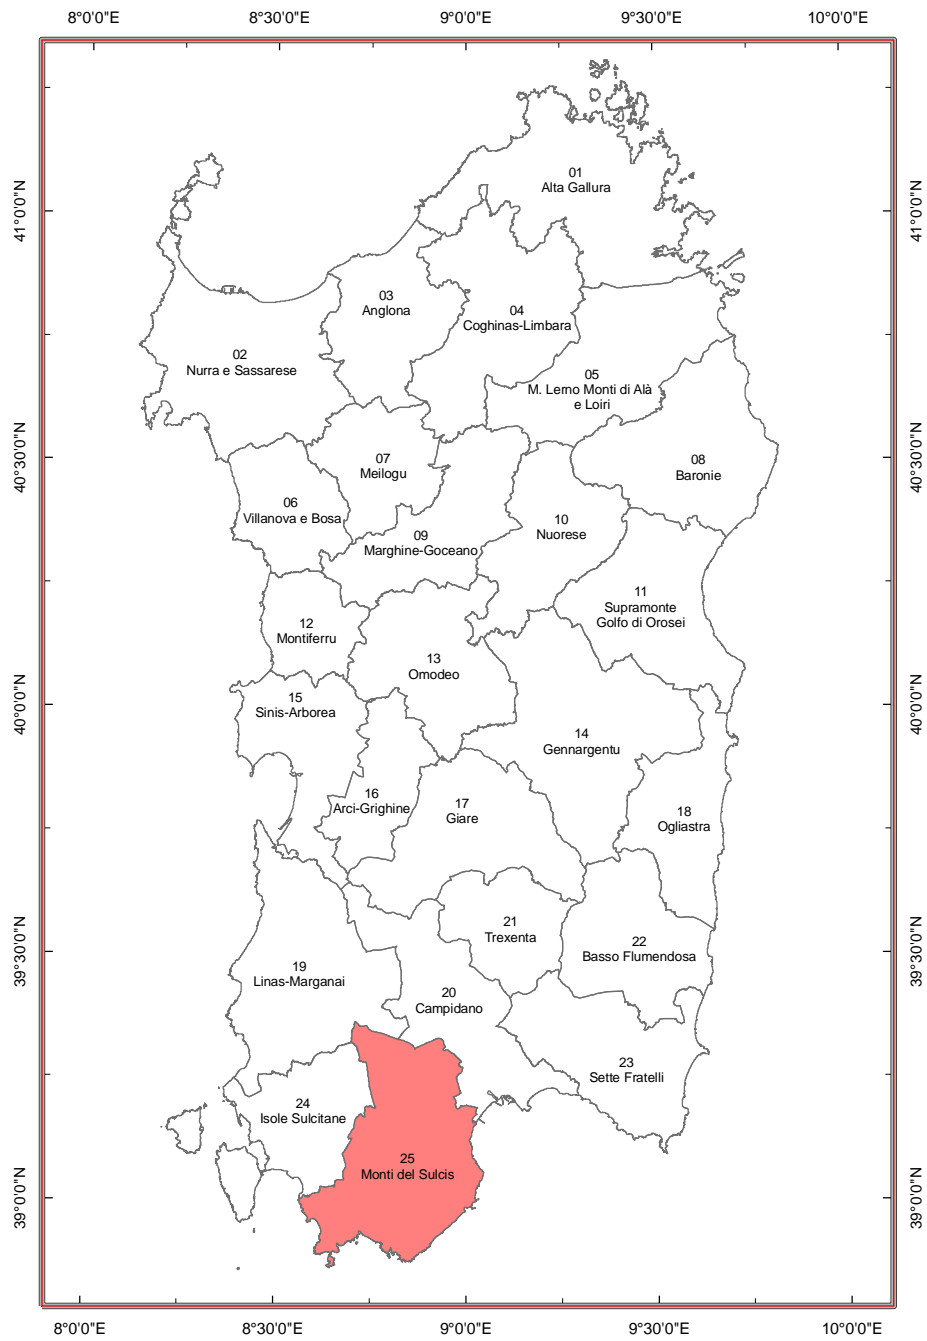 8°0'0"E
8°30'0"E
9°0'0"E
9°30'0"E
10°0'0"E
41°0'0"N
41°0'0"N
01
Alta Gallura
03
Anglona
04
Coghinas-Limbara
02
Nurra e Sassarese
05
M. Lerno Monti di Alà
e Loiri
40°30'0"N
40°30'0"N
07
Meilogu
08
Baronie
06
Villanova e Bosa
10
Nuorese
09
Marghine-Goceano
11
Supramonte
Golfo di Orosei
12
Montiferru
13
Omodeo
15
Sinis-Arborea
40°0'0"N
40°0'0"N
14
Gennargentu
16
Arci-Grighine
17
Giare
18
Ogliastra
21
Trexenta
22
Basso Flumendosa
39°30'0"N
39°30'0"N
19
Linas-Marganai
20
Campidano
23
Sette Fratelli
24
Isole Sulcitane
25
Monti del Sulcis
39°0'0"N
39°0'0"N
8°0'0"E
8°30'0"E
9°0'0"E
9°30'0"E
10°0'0"E